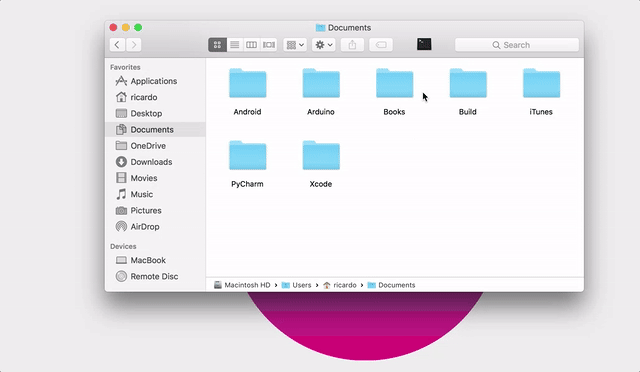 Documents
Search
Favorites
Applications
ricardo
Desktop
Documents
OneDrive
Downloads
Movies
Music
Pictures
AirDrop
Devices
MacBook
Remote Disc
Android Arduino Books Build iTunes
PyCharm Xcode
Macintosh HD › Users › ricardo › Documents